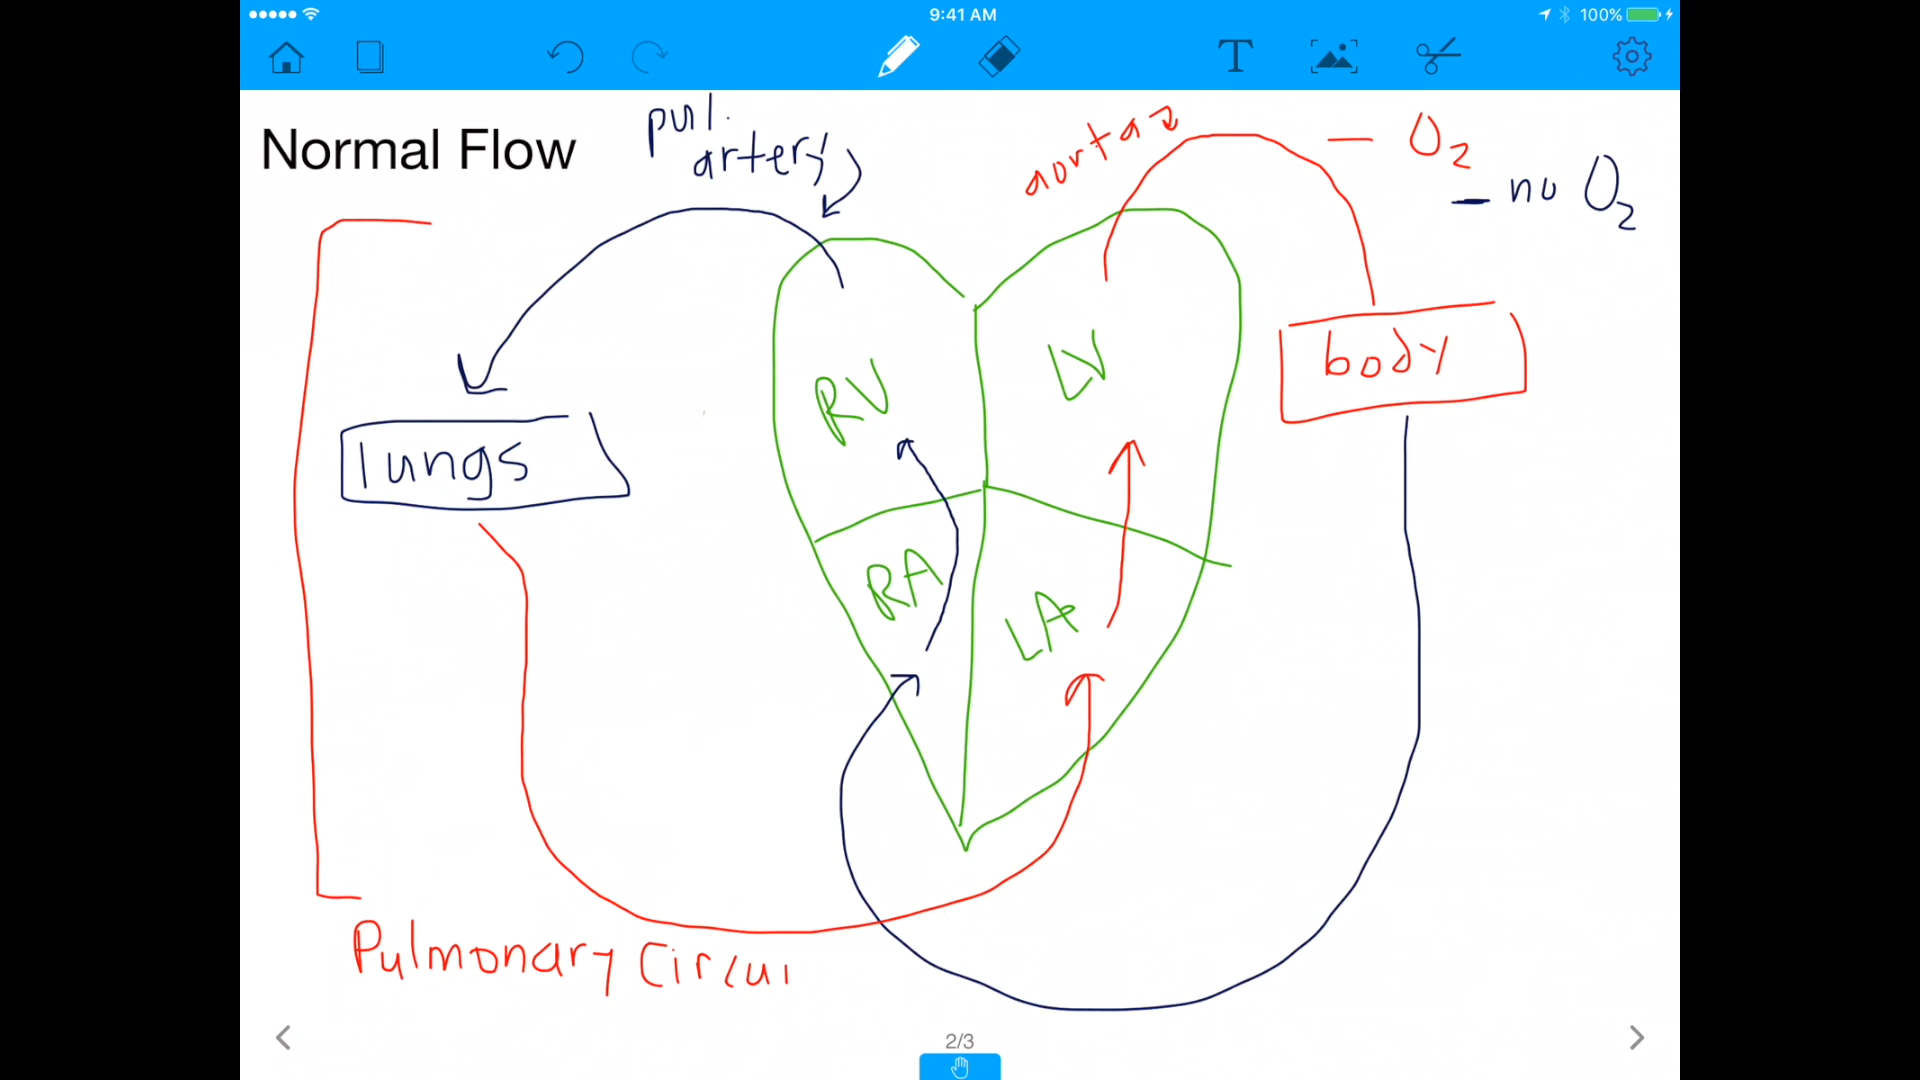 9:41 AM
100%
T
Normal Flow
pul.
artery
aorta
– O2
– no O2
RV
LV
body
lungs
RA
LA
Pulmonary Circui
2/3